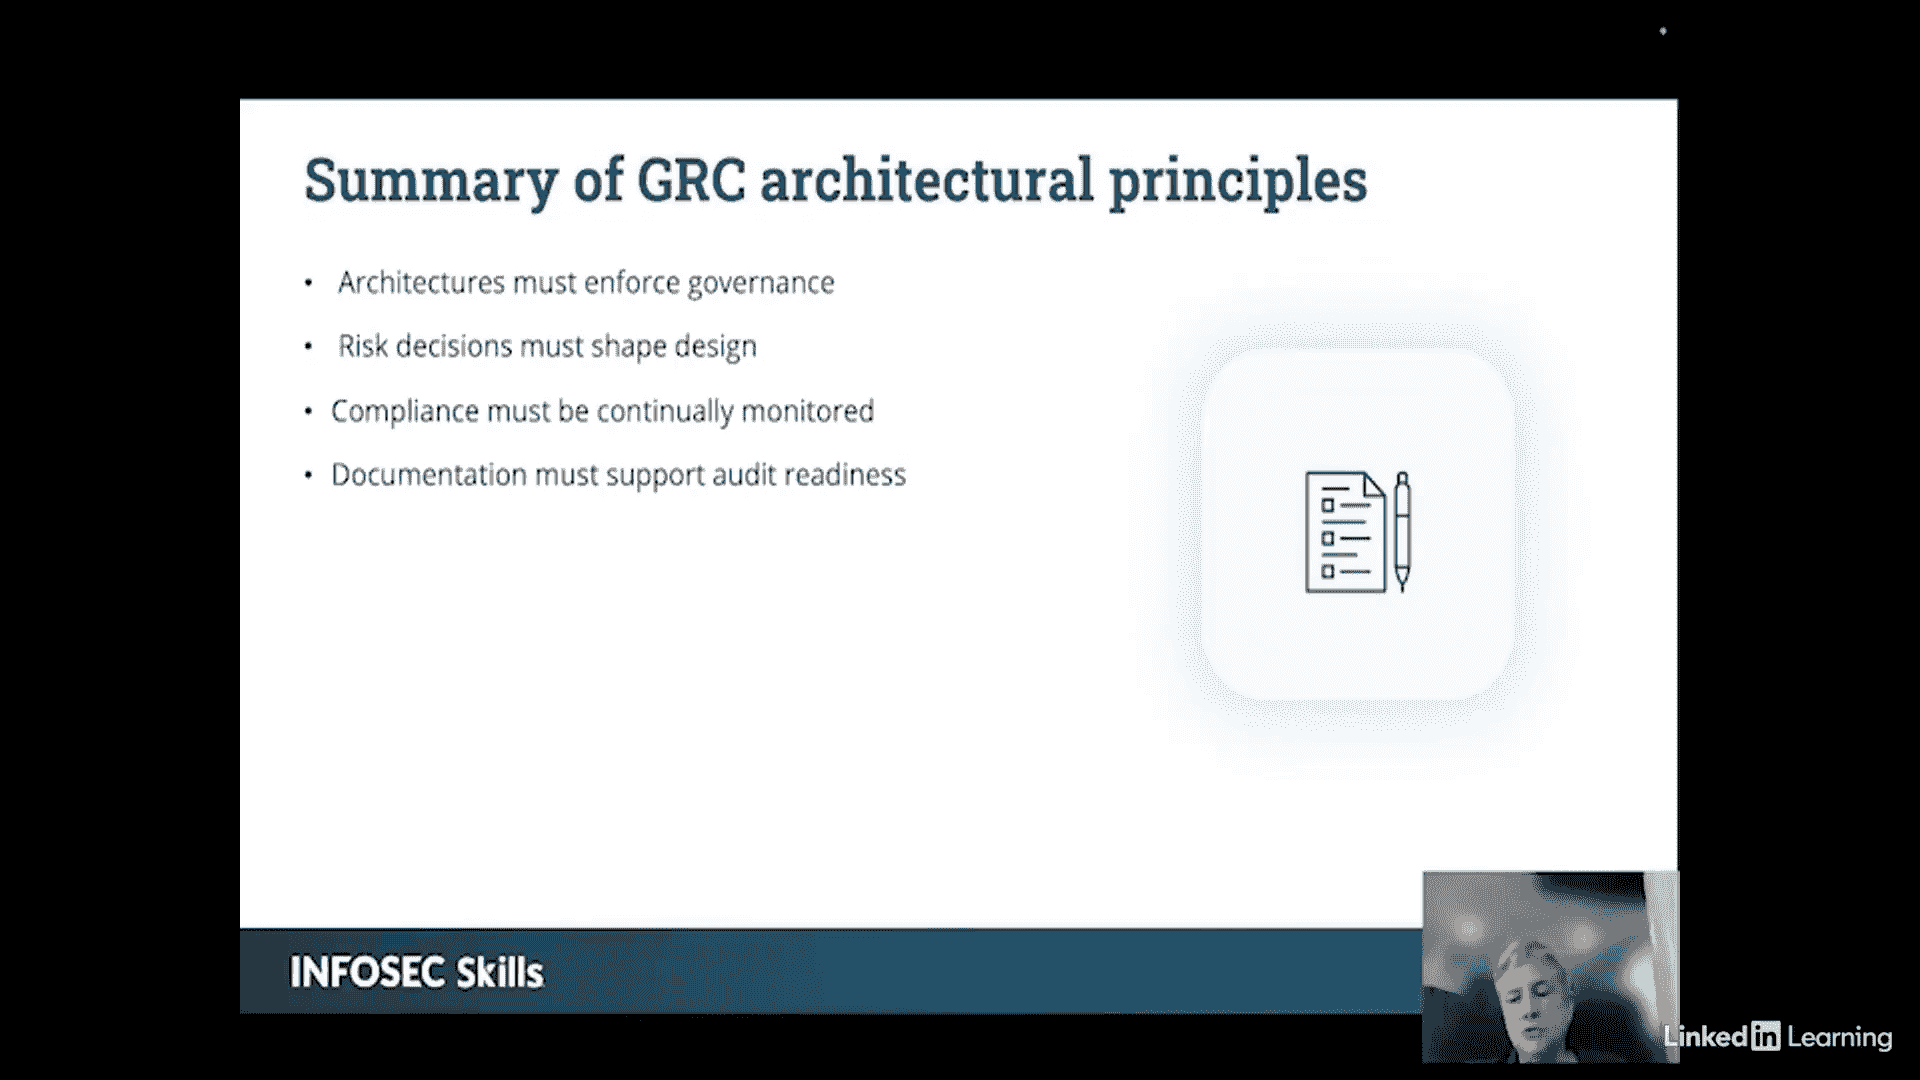 Summary of GRC architectural principles
• Architectures must enforce governance
• Risk decisions must shape design
• Compliance must be continually monitored
• Documentation must support audit readiness
INFOSEC Skills
Linked in Learning